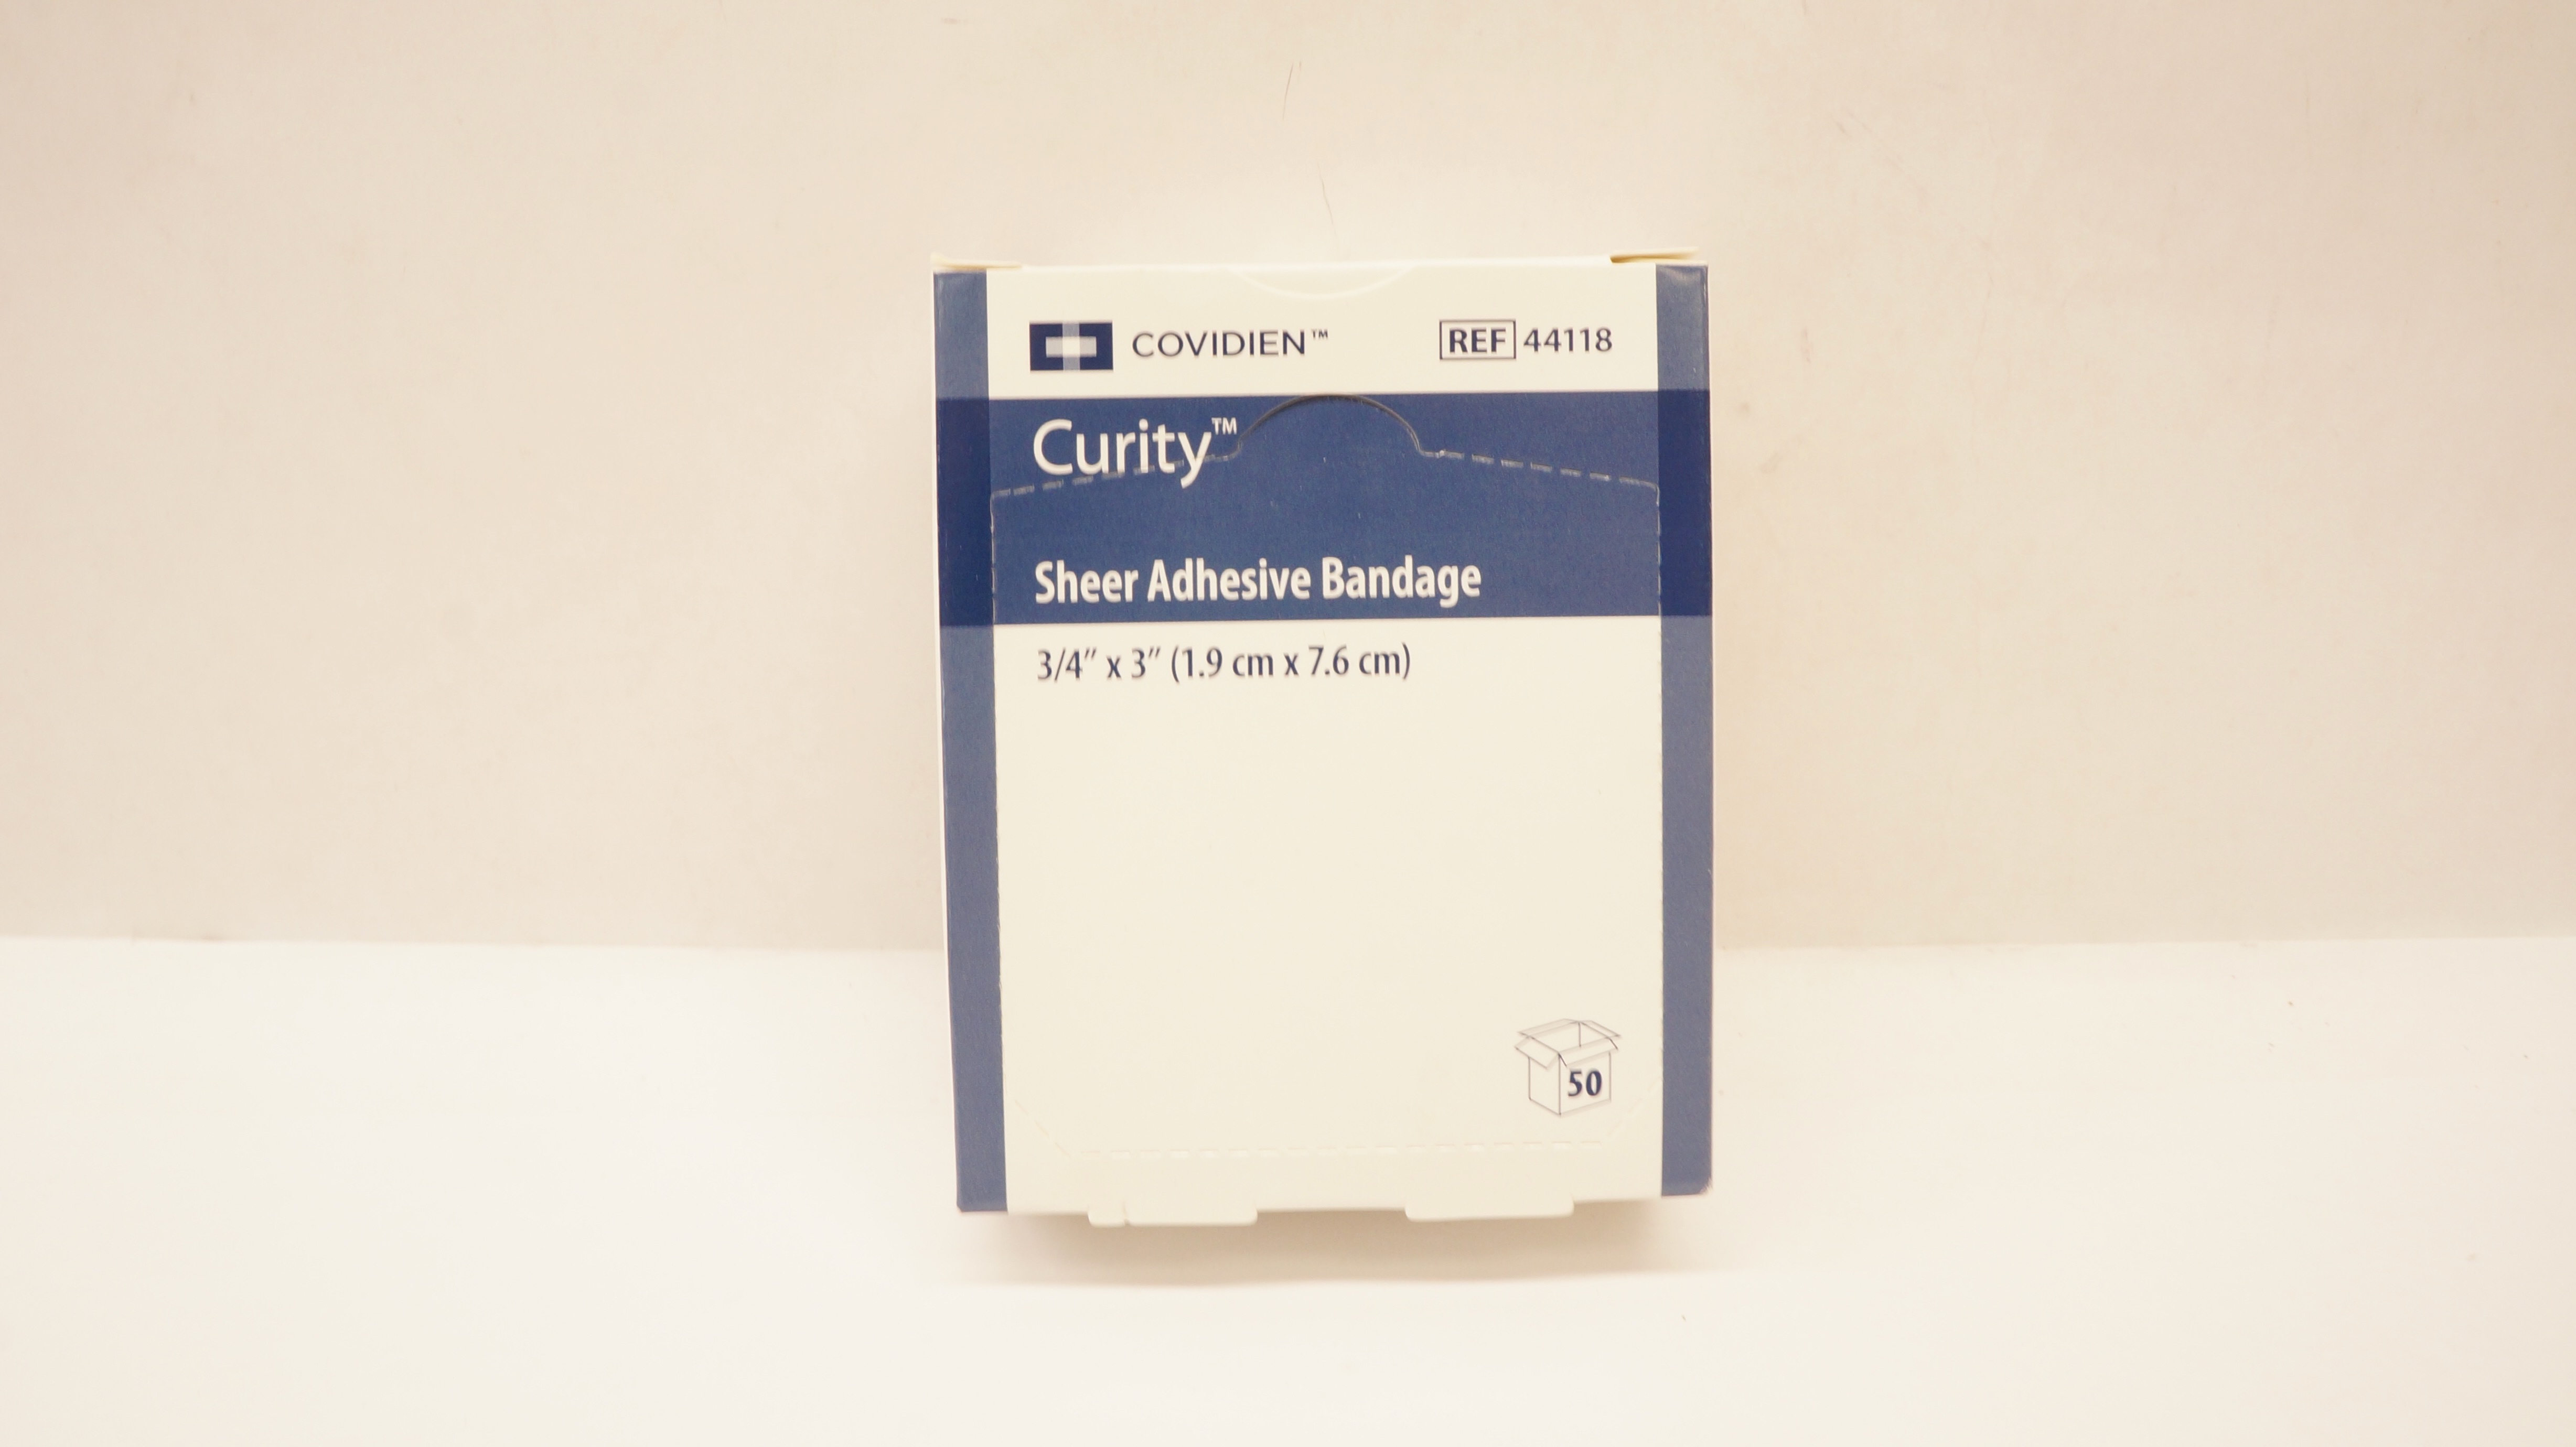 COVIDIEN™ REF 44118
Curity™
Sheer Adhesive Bandage
3/4" x 3" (1.9 cm x 7.6 cm)
50